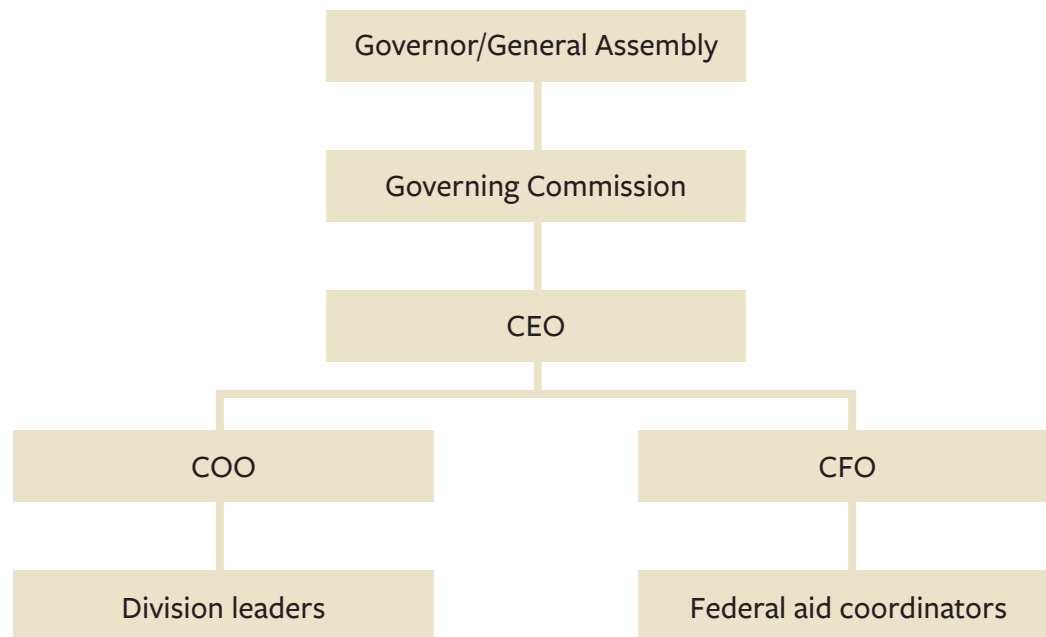 Governor/General Assembly
Governing Commission
CEO
COO
CFO
Division leaders
Federal aid coordinators